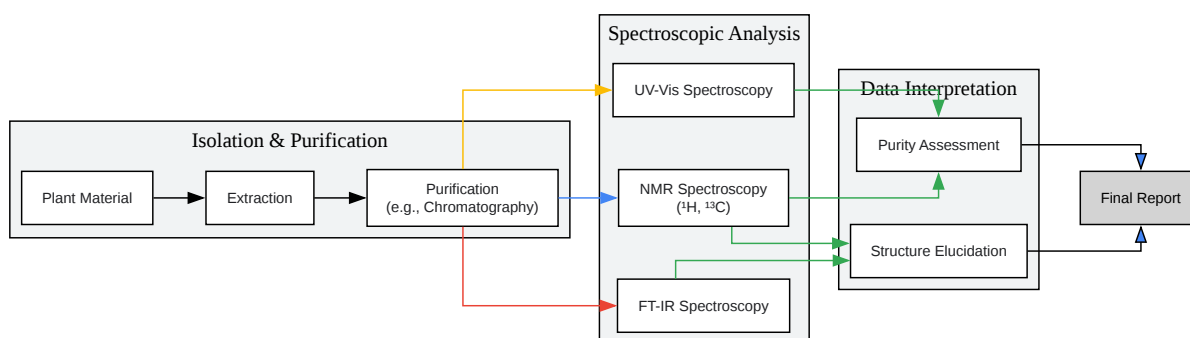 Isolation & Purification
Plant Material
Extraction
Purification
(e.g., Chromatography)
Spectroscopic Analysis
UV-Vis Spectroscopy
NMR Spectroscopy
(¹H, ¹³C)
FT-IR Spectroscopy
Data Interpretation
Purity Assessment
Structure Elucidation
Final Report